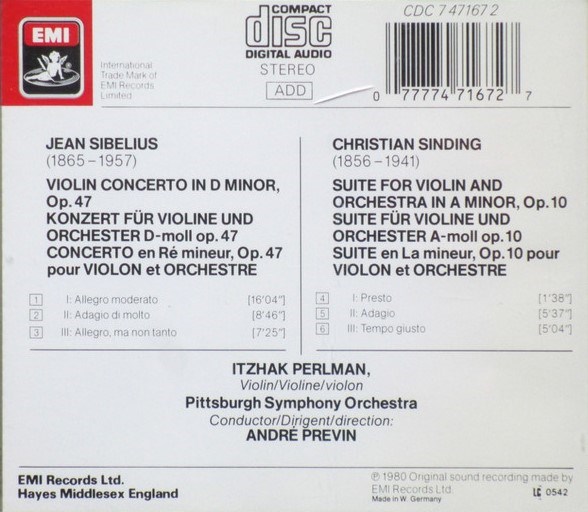 EMI
International
Trade Mark of
EMI Records
Limited
COMPACT
disc
DIGITAL AUDIO
STEREO
ADD
CDC 7 47167 2
0 77774 71672 7
JEAN SIBELIUS
(1865–1957)
VIOLIN CONCERTO IN D MINOR,
Op. 47
KONZERT FÜR VIOLINE UND
ORCHESTER D-moll op. 47
CONCERTO en Ré mineur, Op. 47
pour VIOLON et ORCHESTRE
1 I: Allegro moderato [16'04"]
2 II: Adagio di molto [8'46"]
3 III: Allegro, ma non tanto [7'25"]
CHRISTIAN SINDING
(1856–1941)
SUITE FOR VIOLIN AND
ORCHESTRA IN A MINOR, Op. 10
SUITE FÜR VIOLINE UND
ORCHESTER A-moll op. 10
SUITE en La mineur, Op. 10 pour
VIOLON et ORCHESTRE
4 I: Presto [1'38"]
5 II: Adagio [5'37"]
6 III: Tempo giusto [5'04"]
ITZHAK PERLMAN,
Violin/Violine/violon
Pittsburgh Symphony Orchestra
Conductor/Dirigent/direction:
ANDRÉ PREVIN
EMI Records Ltd.
Hayes Middlesex England
℗ 1980 Original sound recording made by
EMI Records Ltd.
Made in W. Germany
LC 0542